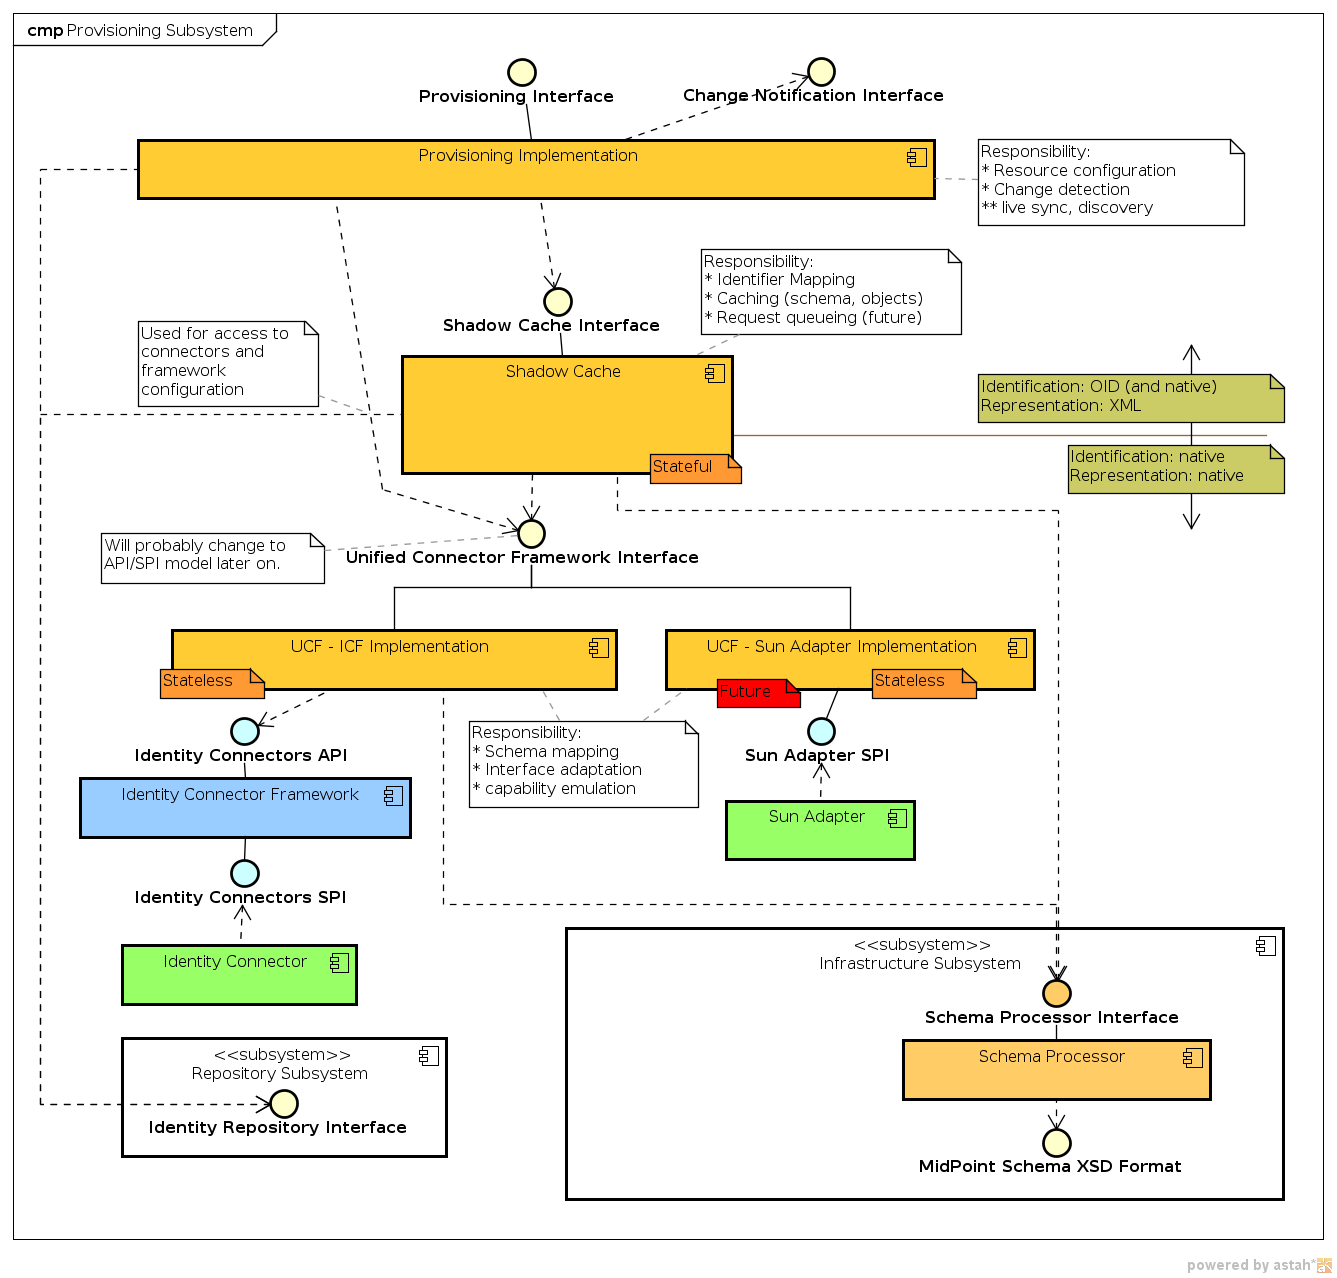 cmp Provisioning Subsystem
Provisioning Interface
Change Notification Interface
Provisioning Implementation
Responsibility:
* Resource configuration
* Change detection
** live sync, discovery
Responsibility:
* Identifier Mapping
* Caching (schema, objects)
* Request queueing (future)
Shadow Cache Interface
Used for access to
connectors and
framework
configuration
Shadow Cache
Stateful
Identification: OID (and native)
Representation: XML
Identification: native
Representation: native
Will probably change to
API/SPI model later on.
Unified Connector Framework Interface
UCF - ICF Implementation
Stateless
UCF - Sun Adapter Implementation
Future
Stateless
Responsibility:
* Schema mapping
* Interface adaptation
* capability emulation
Identity Connectors API
Sun Adapter SPI
Identity Connector Framework
Sun Adapter
Identity Connectors SPI
Identity Connector
<<subsystem>>
Infrastructure Subsystem
Schema Processor Interface
Schema Processor
MidPoint Schema XSD Format
<<subsystem>>
Repository Subsystem
Identity Repository Interface
powered by astah*